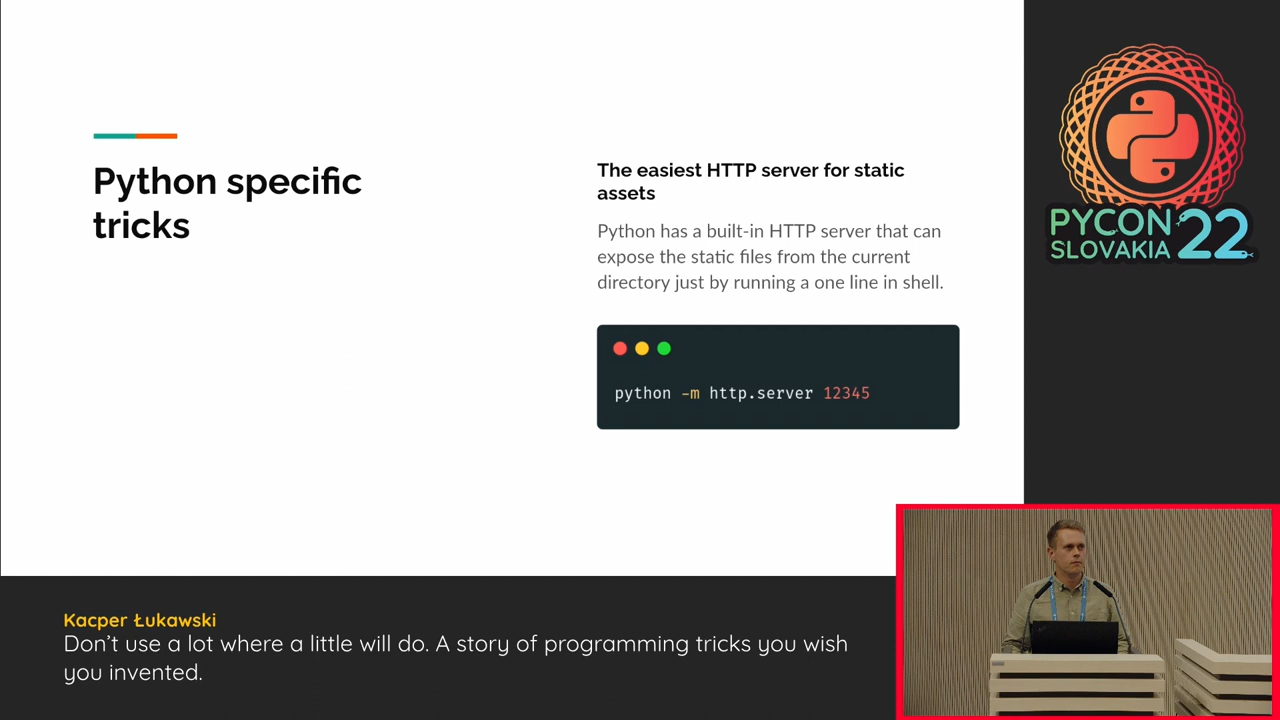 Python specific
tricks
The easiest HTTP server for static
assets
Python has a built-in HTTP server that can
expose the static files from the current
directory just by running a one line in shell.
python -m http.server 12345
PYCON
SLOVAKIA
22
Kacper Łukawski
Don't use a lot where a little will do. A story of programming tricks you wish
you invented.